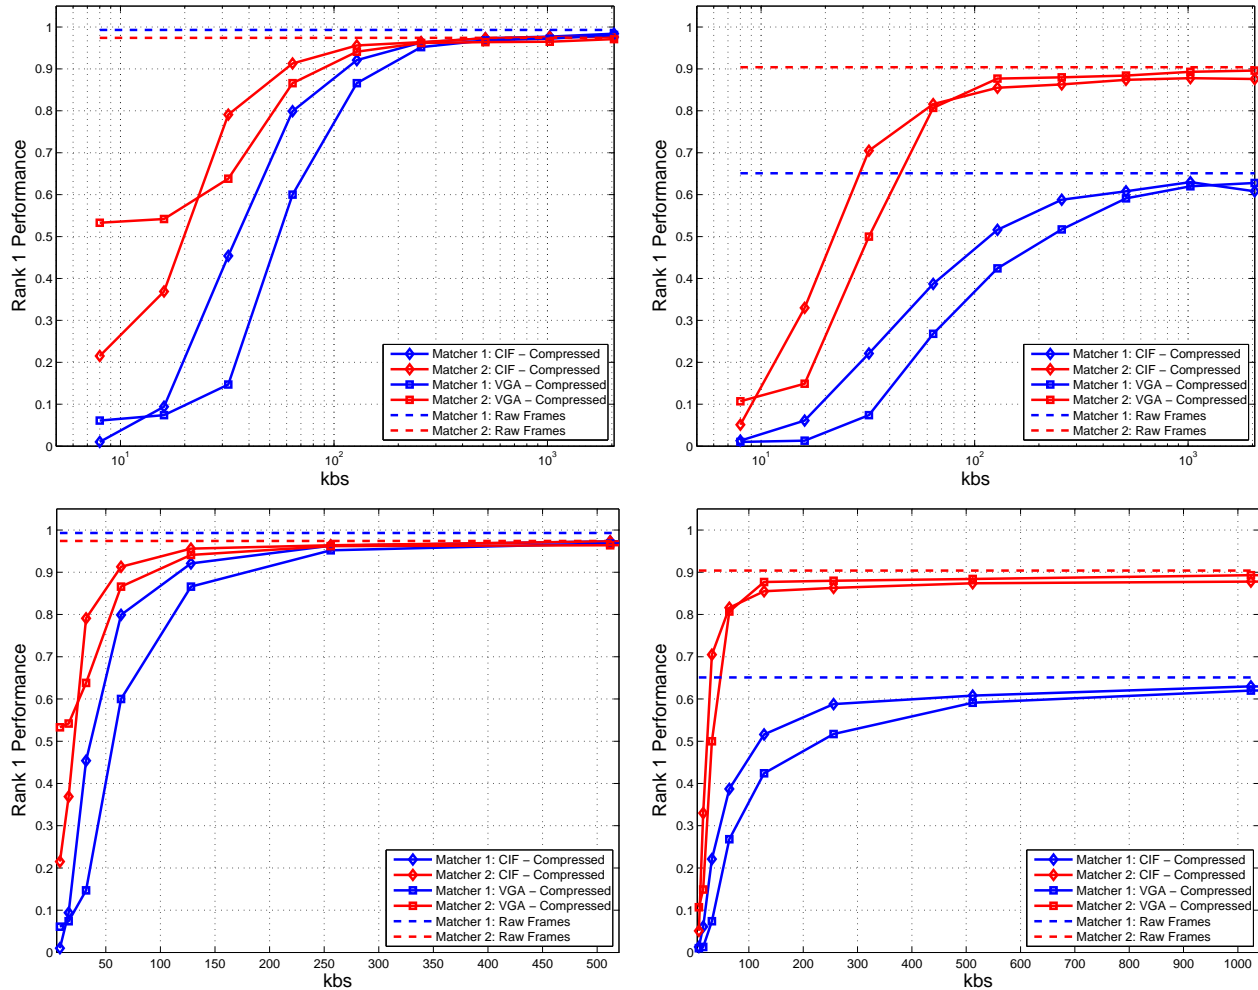 1
0.9
0.8
0.7
0.6
0.5
0.4
0.3
0.2
0.1
0
Rank 1 Performance
10^1
10^2
10^3
kbs
Matcher 1: CIF – Compressed
Matcher 2: CIF – Compressed
Matcher 1: VGA – Compressed
Matcher 2: VGA – Compressed
Matcher 1: Raw Frames
Matcher 2: Raw Frames
1
0.9
0.8
0.7
0.6
0.5
0.4
0.3
0.2
0.1
0
Rank 1 Performance
10^1
10^2
10^3
kbs
Matcher 1: CIF – Compressed
Matcher 2: CIF – Compressed
Matcher 1: VGA – Compressed
Matcher 2: VGA – Compressed
Matcher 1: Raw Frames
Matcher 2: Raw Frames
1
0.9
0.8
0.7
0.6
0.5
0.4
0.3
0.2
0.1
0
Rank 1 Performance
50 100 150 200 250 300 350 400 450 500
kbs
Matcher 1: CIF – Compressed
Matcher 2: CIF – Compressed
Matcher 1: VGA – Compressed
Matcher 2: VGA – Compressed
Matcher 1: Raw Frames
Matcher 2: Raw Frames
1
0.9
0.8
0.7
0.6
0.5
0.4
0.3
0.2
0.1
0
Rank 1 Performance
100 200 300 400 500 600 700 800 900 1000
kbs
Matcher 1: CIF – Compressed
Matcher 2: CIF – Compressed
Matcher 1: VGA – Compressed
Matcher 2: VGA – Compressed
Matcher 1: Raw Frames
Matcher 2: Raw Frames